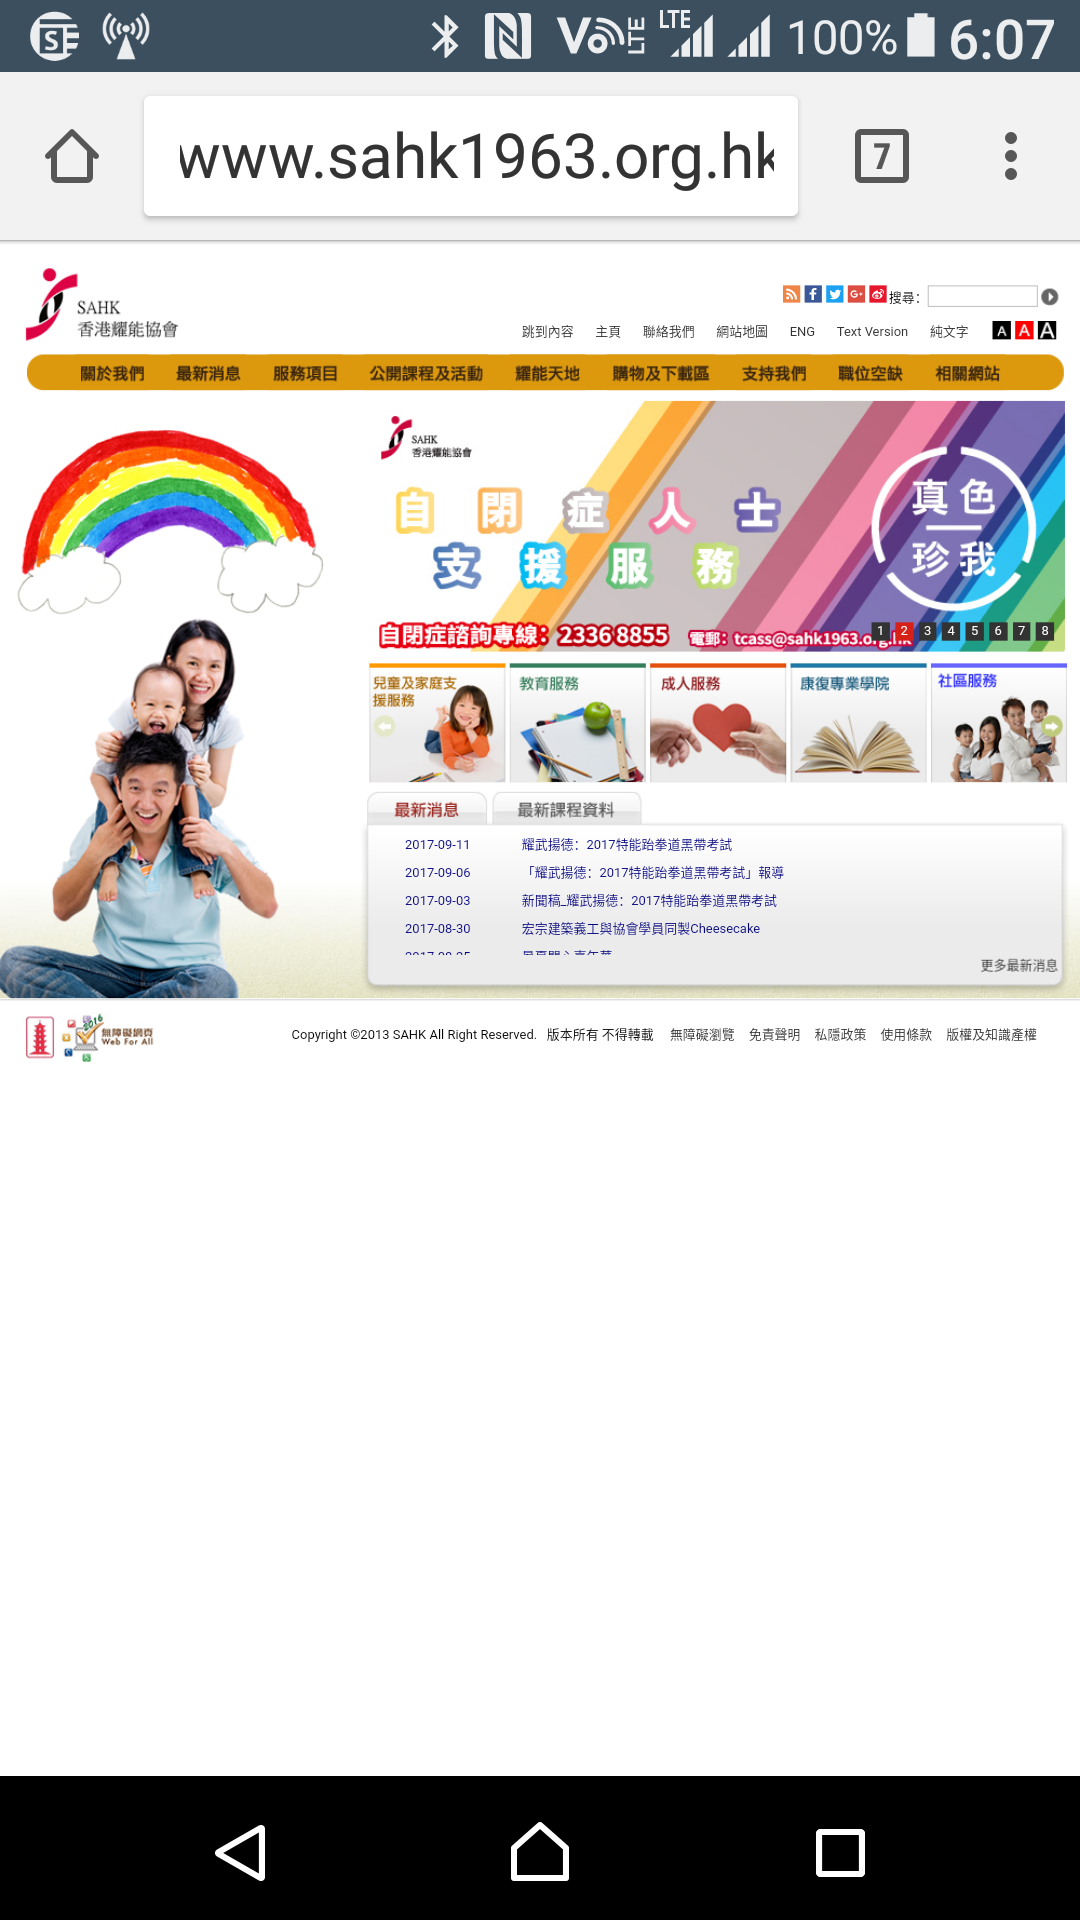 LTE
LTE
100%
6:07
www.sahk1963.org.hk
7
SAHK
香港耀能協會
搜尋：
跳到內容 主頁 聯絡我們 網站地圖 ENG Text Version 純文字 A A A
關於我們 最新消息 服務項目 公開課程及活動 耀能天地 購物及下載區 支持我們 職位空缺 相關網站
SAHK
香港耀能協會
自閉症人士
支援服務
真色
珍我
自閉症諮詢專線：2336 8855 電郵：tcass@sahk1963.org.hk
1 2 3 4 5 6 7 8
兒童及家庭支
援服務
教育服務
成人服務
康復專業學院
社區服務
最新消息 最新課程資料
2017-09-11 耀武揚德：2017特能跆拳道黑帶考試
2017-09-06 「耀武揚德：2017特能跆拳道黑帶考試」報導
2017-09-03 新聞稿_耀武揚德：2017特能跆拳道黑帶考試
2017-08-30 宏宗建築義工與協會學員同製Cheesecake
更多最新消息
2016
無障礙網頁
Web For All
Copyright ©2013 SAHK All Right Reserved. 版本所有 不得轉載 無障礙瀏覽 免責聲明 私隱政策 使用條款 版權及知識產權